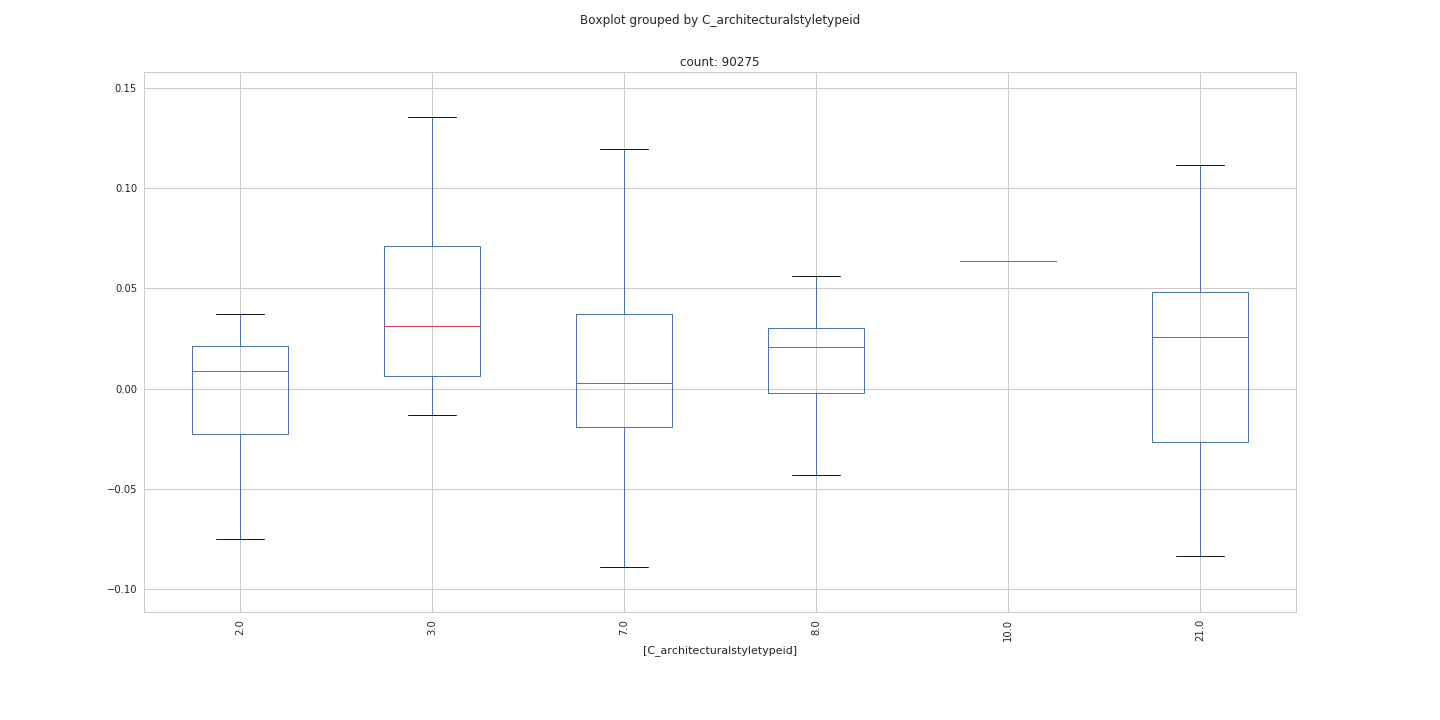 Boxplot grouped by C_architecturalstyletypeid
count: 90275
0.15
0.10
0.05
0.00
−0.05
−0.10
2.0 3.0 7.0 8.0 10.0 21.0
[C_architecturalstyletypeid]